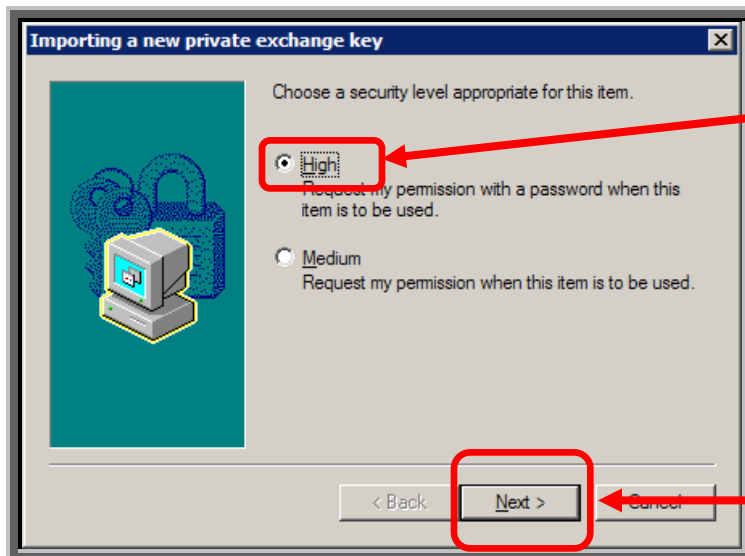 Importing a new private exchange key
Choose a security level appropriate for this item.
High
Request my permission with a password when this
item is to be used.
Medium
Request my permission when this item is to be used.
< Back
Next >
Cancel